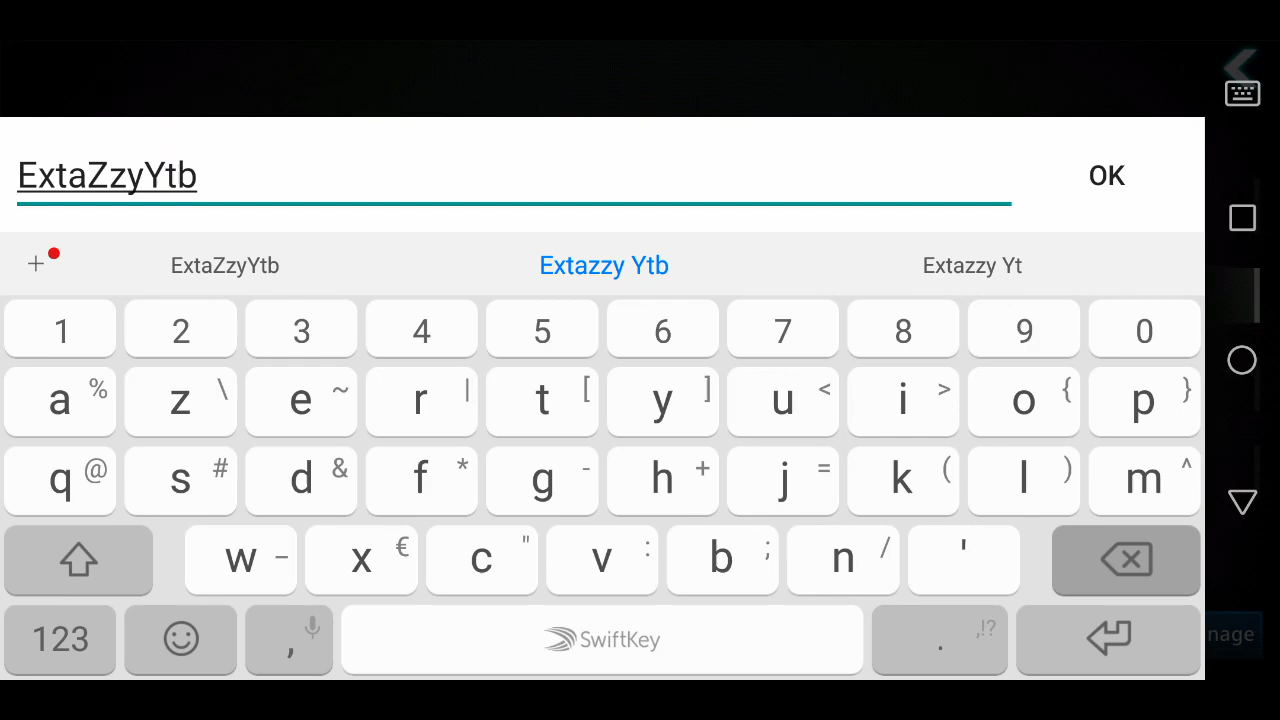 ExtaZzyYtb OK
+ ExtaZzyYtb Extazzy Ytb Extazzy Yt
1 2 3 4 5 6 7 8 9 0
a % z \ e ~ r | t [ y ] u < i > o { p }
q @ s # d & f * g - h + j = k ( l ) m ^
w _ x € c " v : b ; n / '
123 , SwiftKey . ,!?
nage